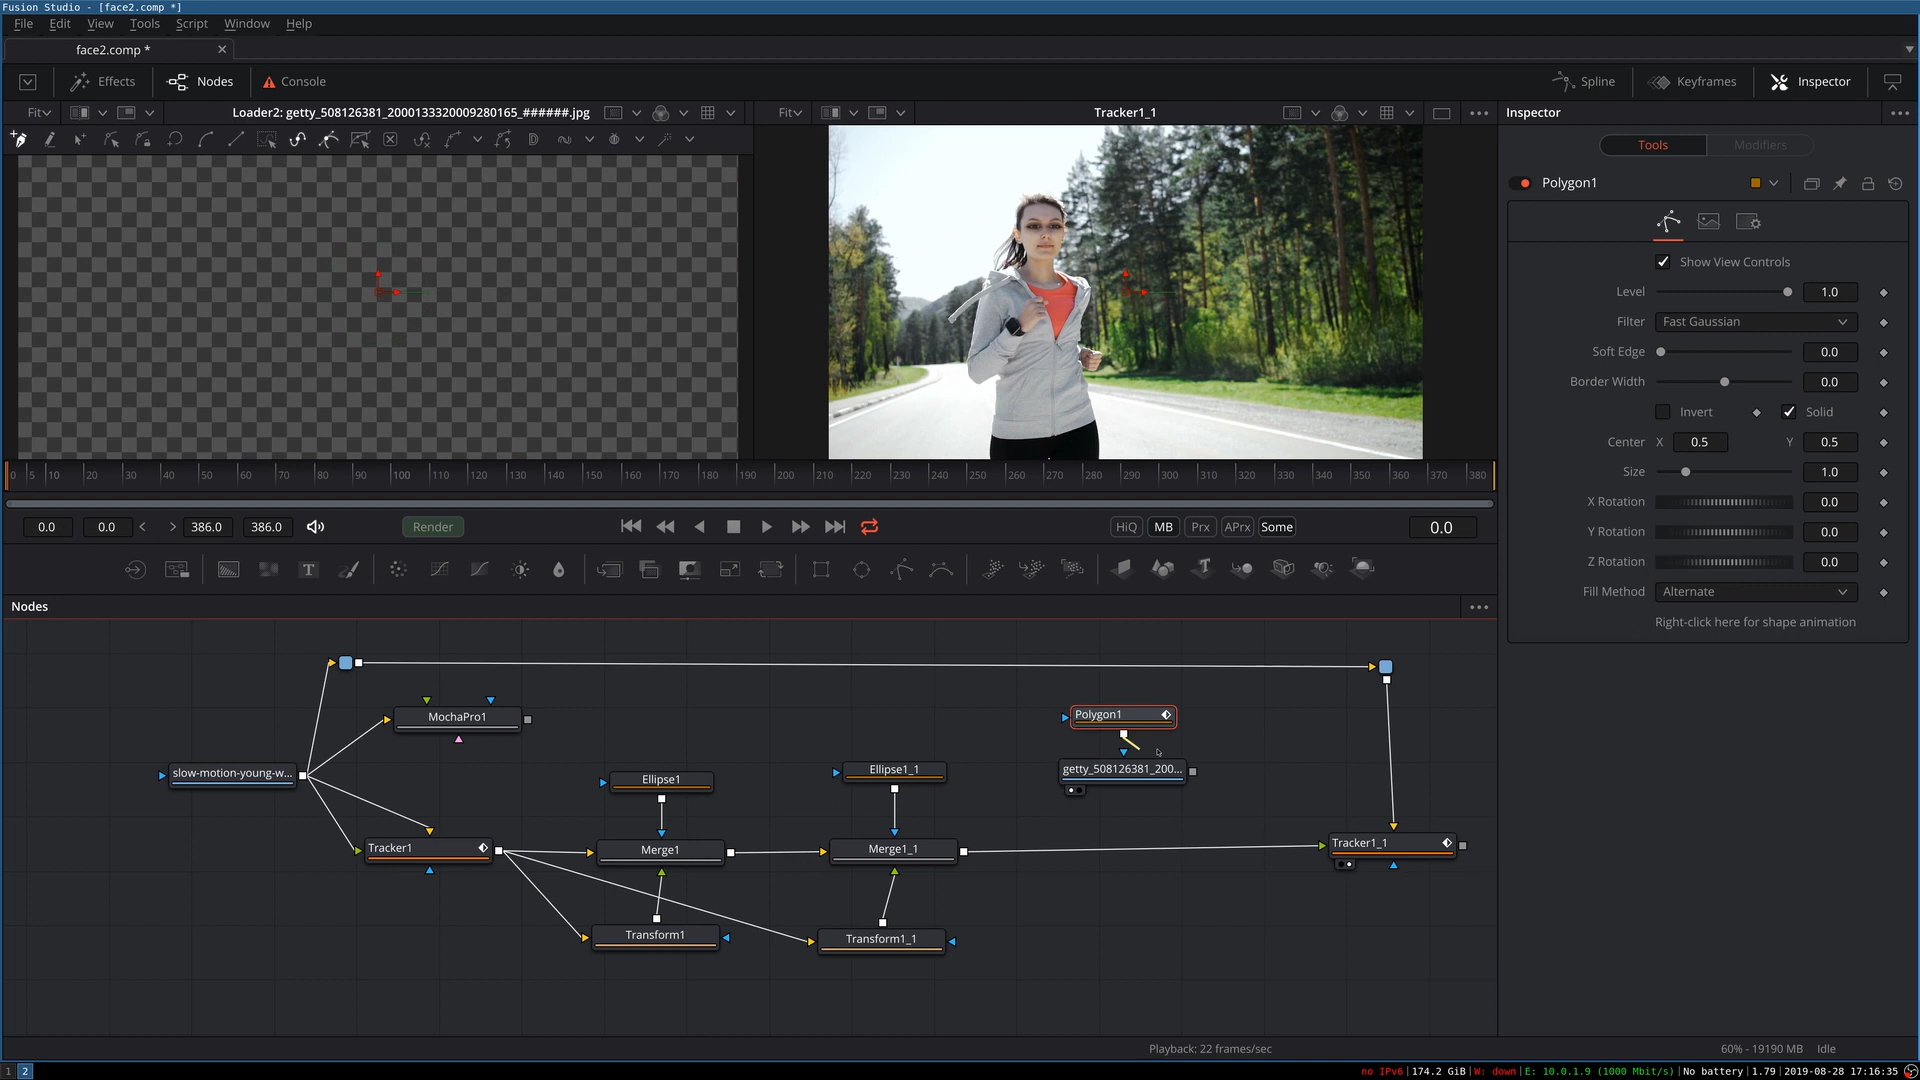 Fusion Studio - [face2.comp *]
File Edit View Tools Script Window Help
face2.comp *
Effects Nodes Console Spline Keyframes Inspector
Fit Loader2: getty_508126381_2000133320009280165_######.jpg Fit Tracker1_1 Inspector
Tools Modifiers
Polygon1
Show View Controls
Level 1.0
Filter Fast Gaussian
Soft Edge 0.0
Border Width 0.0
Invert Solid
Center X 0.5 Y 0.5
Size 1.0
X Rotation 0.0
Y Rotation 0.0
Z Rotation 0.0
Fill Method Alternate
Right-click here for shape animation
0 5 10 20 30 40 50 60 70 80 90 100 110 120 130 140 150 160 170 180 190 200 210 220 230 240 250 260 270 280 290 300 310 320 330 340 350 360 370 380
0.0 0.0 < > 386.0 386.0 Render HiQ MB Prx APrx Some 0.0
Nodes
MochaPro1
Polygon1
slow-motion-young-w...
Ellipse1
Ellipse1_1
getty_508126381_200...
Tracker1
Merge1
Merge1_1
Tracker1_1
Transform1
Transform1_1
Playback: 22 frames/sec 60% - 19190 MB Idle
1 2 no IPv6|174.2 GiB|W: down|E: 10.0.1.9 (1000 Mbit/s)|No battery|1.79|2019-08-28 17:16:35